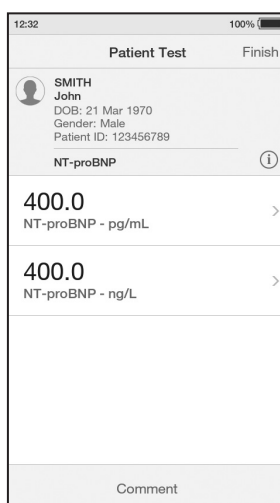 12:32 100%
Patient Test Finish
SMITH
John
DOB: 21 Mar 1970
Gender: Male
Patient ID: 123456789
NT-proBNP i
400.0
NT-proBNP - pg/mL
400.0
NT-proBNP - ng/L
Comment